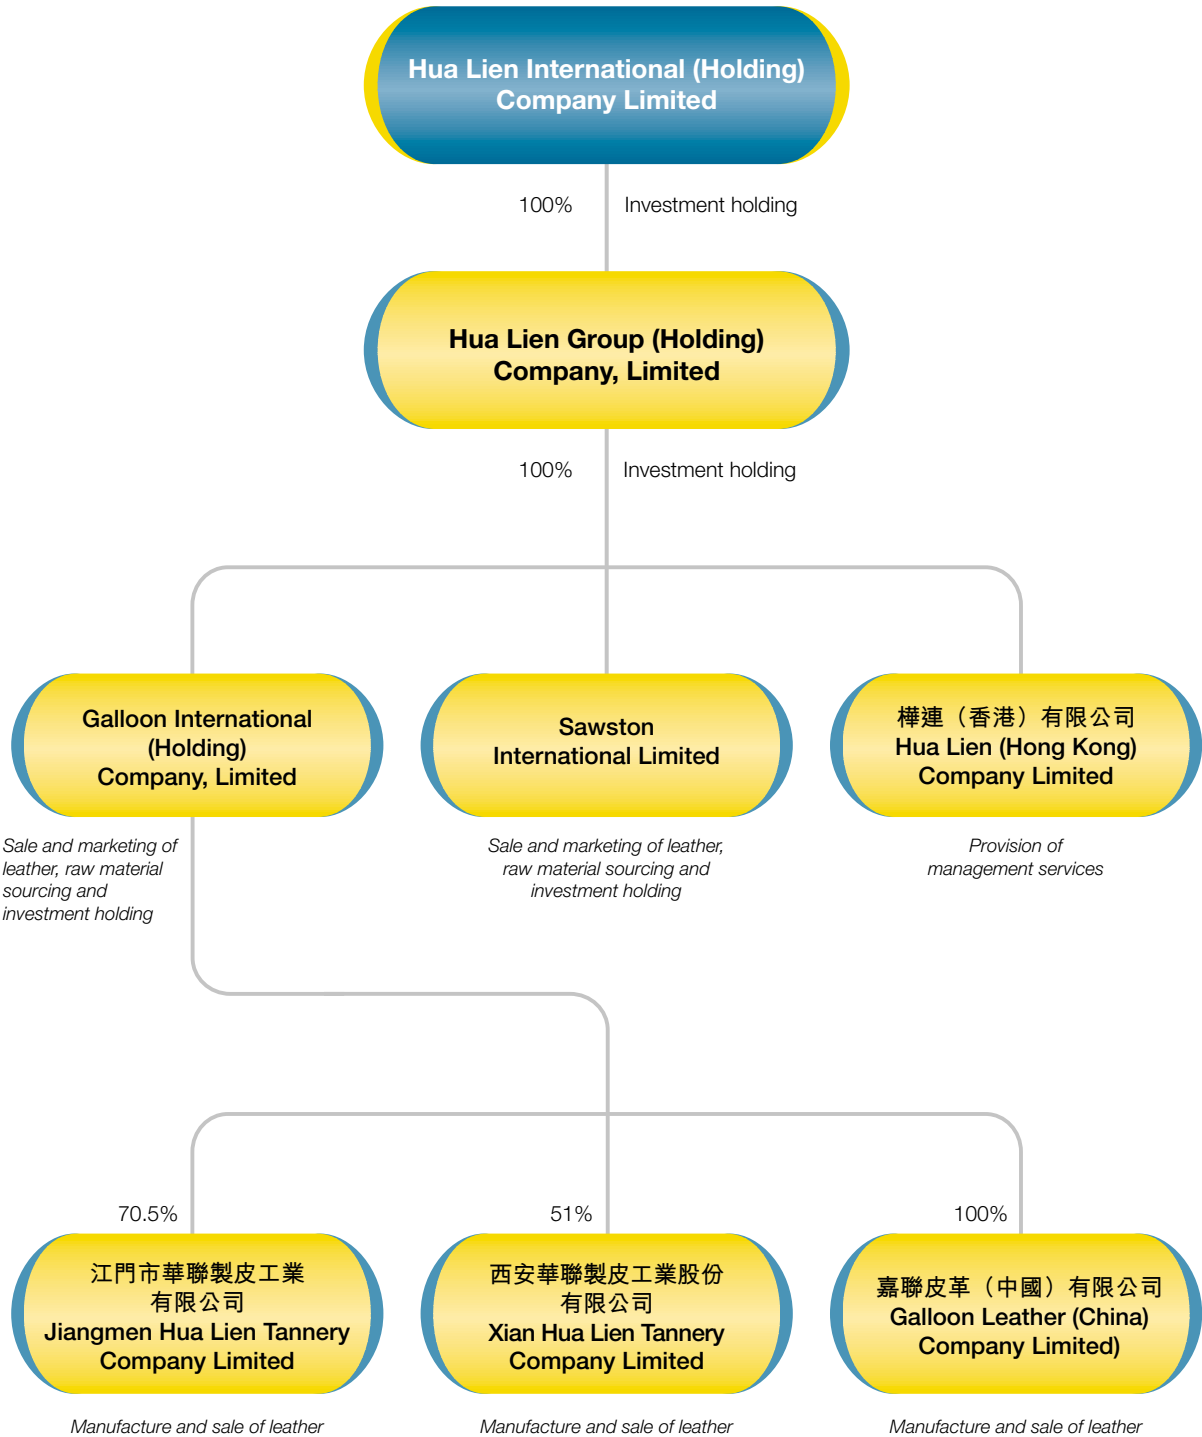 Hua Lien International (Holding)
Company Limited
100%
Investment holding
Hua Lien Group (Holding)
Company, Limited
100%
Investment holding
Galloon International
(Holding)
Company, Limited
Sale and marketing of
leather, raw material
sourcing and
investment holding
Sawston
International Limited
Sale and marketing of leather,
raw material sourcing and
investment holding
樺連（香港）有限公司
Hua Lien (Hong Kong)
Company Limited
Provision of
management services
70.5%
江門市華聯製皮工業
有限公司
Jiangmen Hua Lien Tannery
Company Limited
Manufacture and sale of leather
51%
西安華聯製皮工業股份
有限公司
Xian Hua Lien Tannery
Company Limited
Manufacture and sale of leather
100%
嘉聯皮革（中國）有限公司
Galloon Leather (China)
Company Limited)
Manufacture and sale of leather